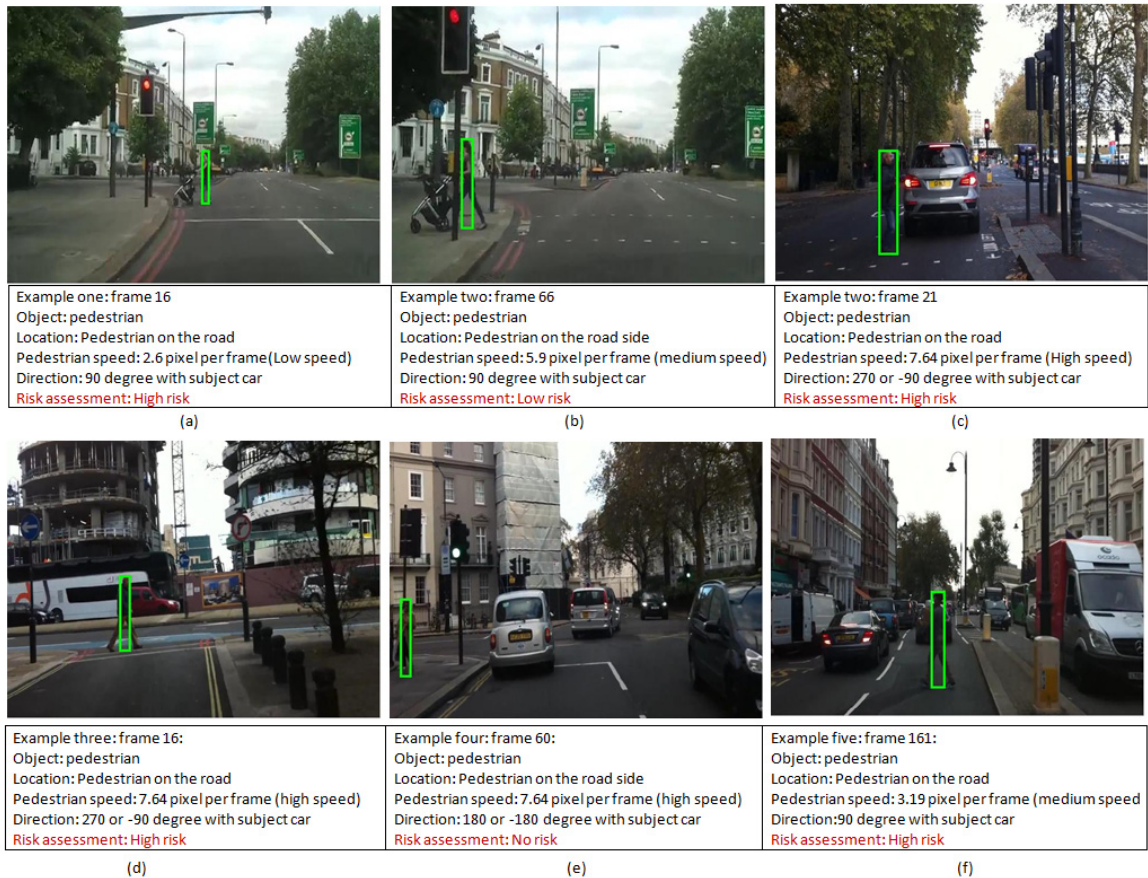 Example one: frame 16
Object: pedestrian
Location: Pedestrian on the road
Pedestrian speed: 2.6 pixel per frame(Low speed)
Direction: 90 degree with subject car
Risk assessment: High risk
(a)
Example two: frame 66
Object: pedestrian
Location: Pedestrian on the road side
Pedestrian speed: 5.9 pixel per frame (medium speed)
Direction: 90 degree with subject car
Risk assessment: Low risk
(b)
Example two: frame 21
Object: pedestrian
Location: Pedestrian on the road
Pedestrian speed: 7.64 pixel per frame (High speed)
Direction: 270 or -90 degree with subject car
Risk assessment: High risk
(c)
Example three: frame 16:
Object: pedestrian
Location: Pedestrian on the road
Pedestrian speed: 7.64 pixel per frame (high speed)
Direction: 270 or -90 degree with subject car
Risk assessment: High risk
(d)
Example four: frame 60:
Object: pedestrian
Location: Pedestrian on the road side
Pedestrian speed: 7.64 pixel per frame (high speed)
Direction: 180 or -180 degree with subject car
Risk assessment: No risk
(e)
ocado
Example five: frame 161:
Object: pedestrian
Location: Pedestrian on the road
Pedestrian speed: 3.19 pixel per frame (medium speed
Direction:90 degree with subject car
Risk assessment: High risk
(f)